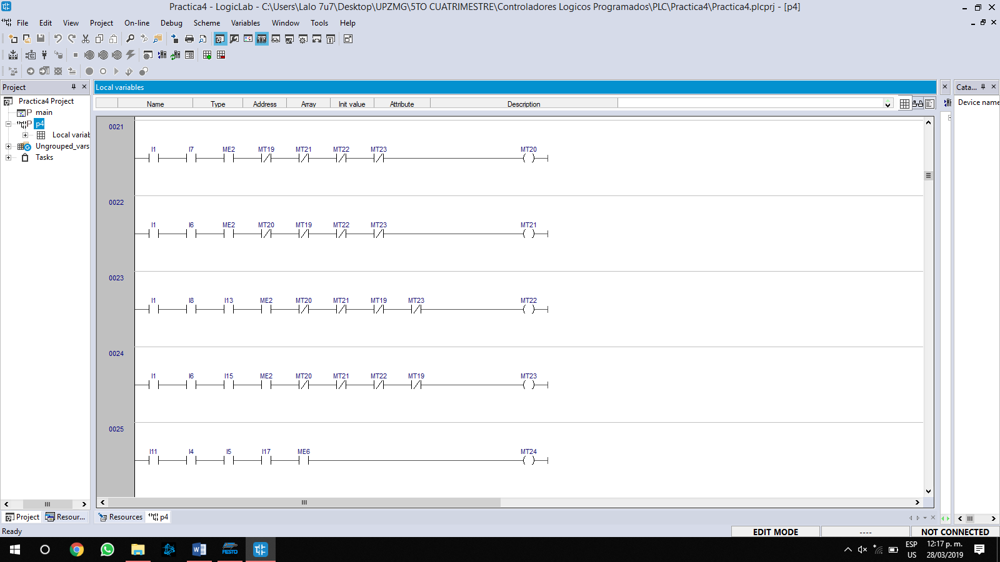 Practica4 - LogicLab - C:\Users\Lalo 7u7\Desktop\UPZMG\5TO CUATRIMESTRE\Controladores Logicos Programados\PLC\Practica4\Practica4.plcprj - [p4]
File Edit View Project On-line Debug Scheme Variables Window Tools Help
Project
Local variables
Cata...
Practica4 Project
main
p4
Local variab
Ungrouped_vars
Tasks
Name Type Address Array Init value Attribute Description
Device name
0021
I1 I7 ME2 MT19 MT21 MT22 MT23 MT20
0022
I1 I6 ME2 MT20 MT19 MT22 MT23 MT21
0023
I1 I8 I13 ME2 MT20 MT21 MT19 MT23 MT22
0024
I1 I6 I15 ME2 MT20 MT21 MT22 MT19 MT23
0025
I11 I4 I5 I17 ME6 MT24
Project Resour... Resources p4
Ready
EDIT MODE ---- NOT CONNECTED
FESTO
ESP
US
12:17 p. m.
28/03/2019